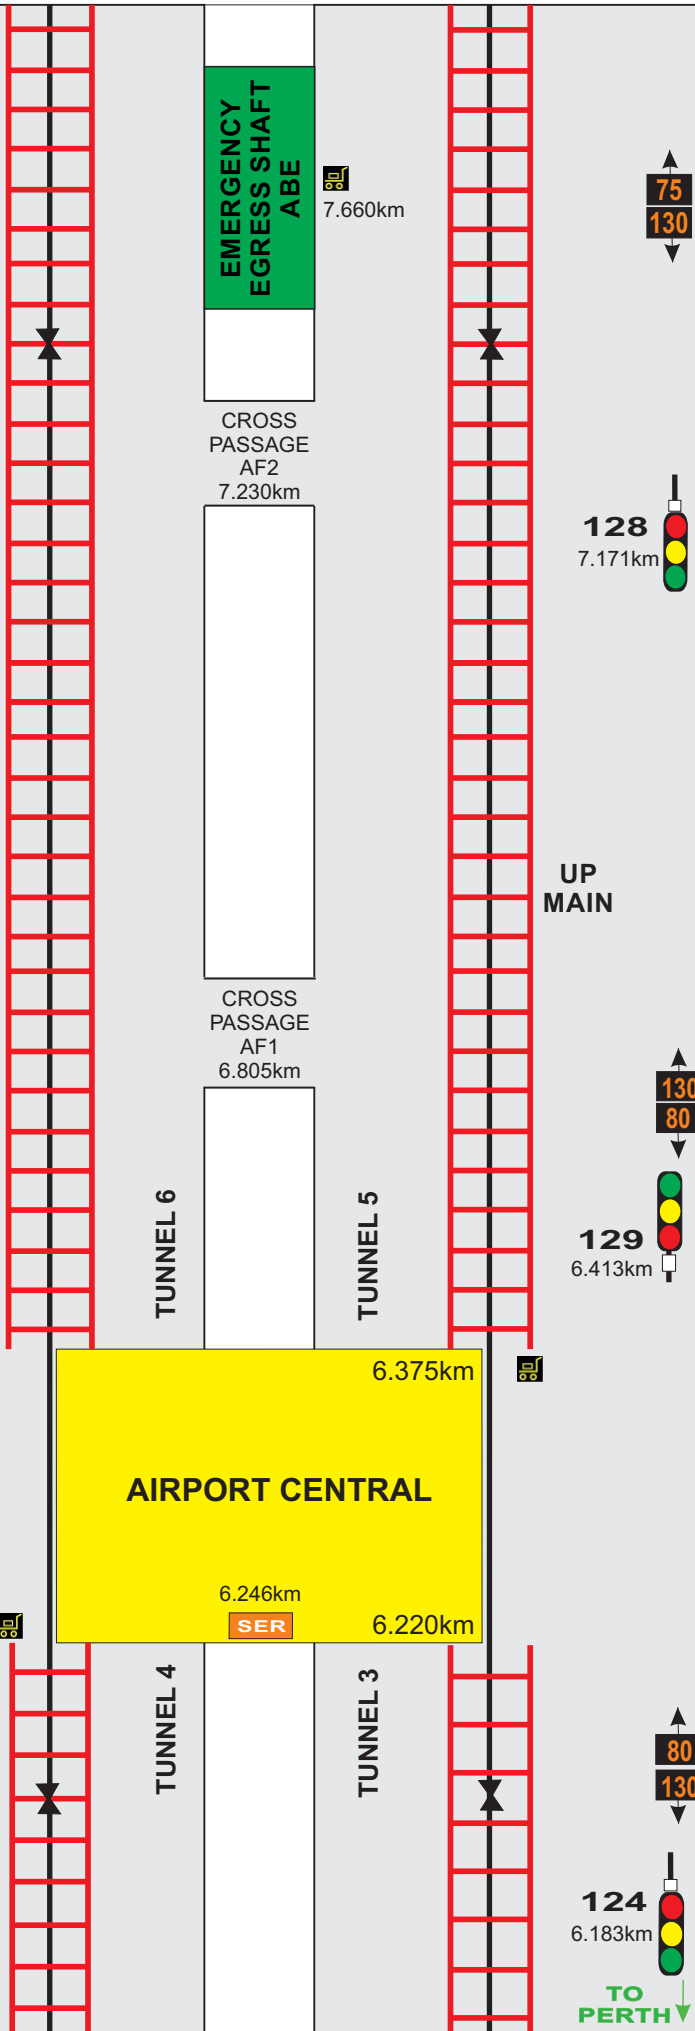 EMERGENCY
EGRESS SHAFT
ABE
7.660km
75
130
CROSS
PASSAGE
AF2
7.230km
128
7.171km
UP
MAIN
CROSS
PASSAGE
AF1
6.805km
130
80
TUNNEL 6
TUNNEL 5
129
6.413km
6.375km
AIRPORT CENTRAL
6.246km
SER
6.220km
TUNNEL 4
TUNNEL 3
80
130
124
6.183km
TO
PERTH